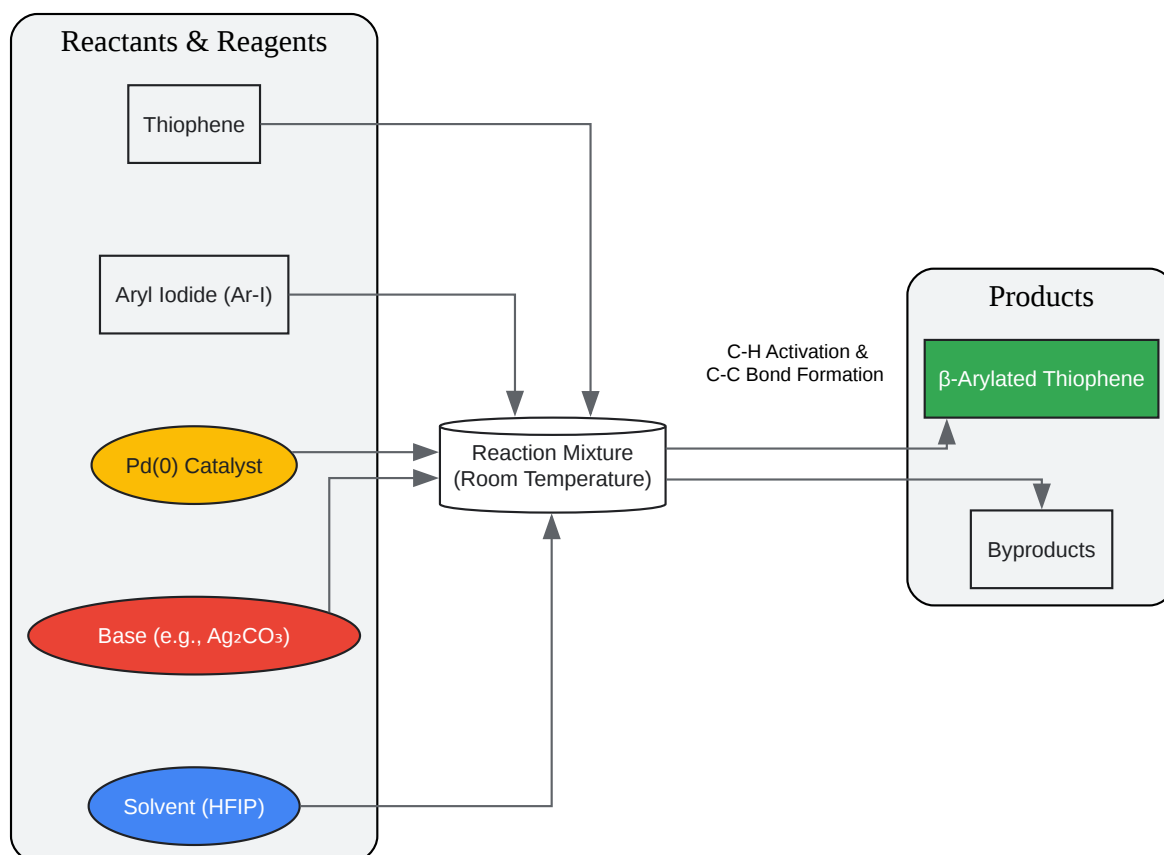 Reactants & Reagents
Thiophene
Aryl Iodide (Ar-I)
Pd(0) Catalyst
Base (e.g., Ag₂CO₃)
Solvent (HFIP)
Reaction Mixture
(Room Temperature)
C-H Activation &
C-C Bond Formation
Products
β-Arylated Thiophene
Byproducts